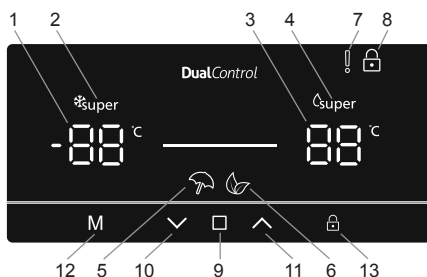 1 2 3 4 7 8
DualControl
super super
-88 °C 88 °C
M
12 5 10 9 11 6 13